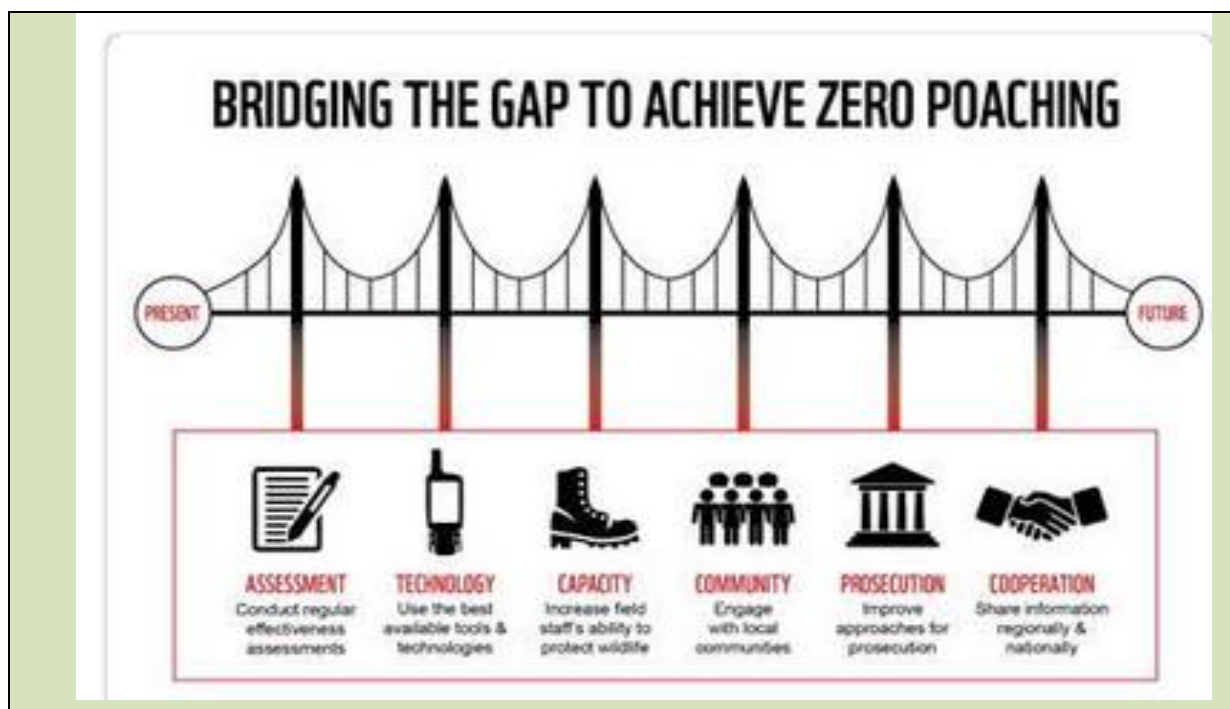 BRIDGING THE GAP TO ACHIEVE ZERO POACHING
PRESENT
FUTURE
ASSESSMENT
Conduct regular
effectiveness
assessments
TECHNOLOGY
Use the best
available tools &
technologies
CAPACITY
Increase field
staff's ability to
protect wildlife
COMMUNITY
Engage
with local
communities
PROSECUTION
Improve
approaches for
prosecution
COOPERATION
Share information
regionally &
nationally